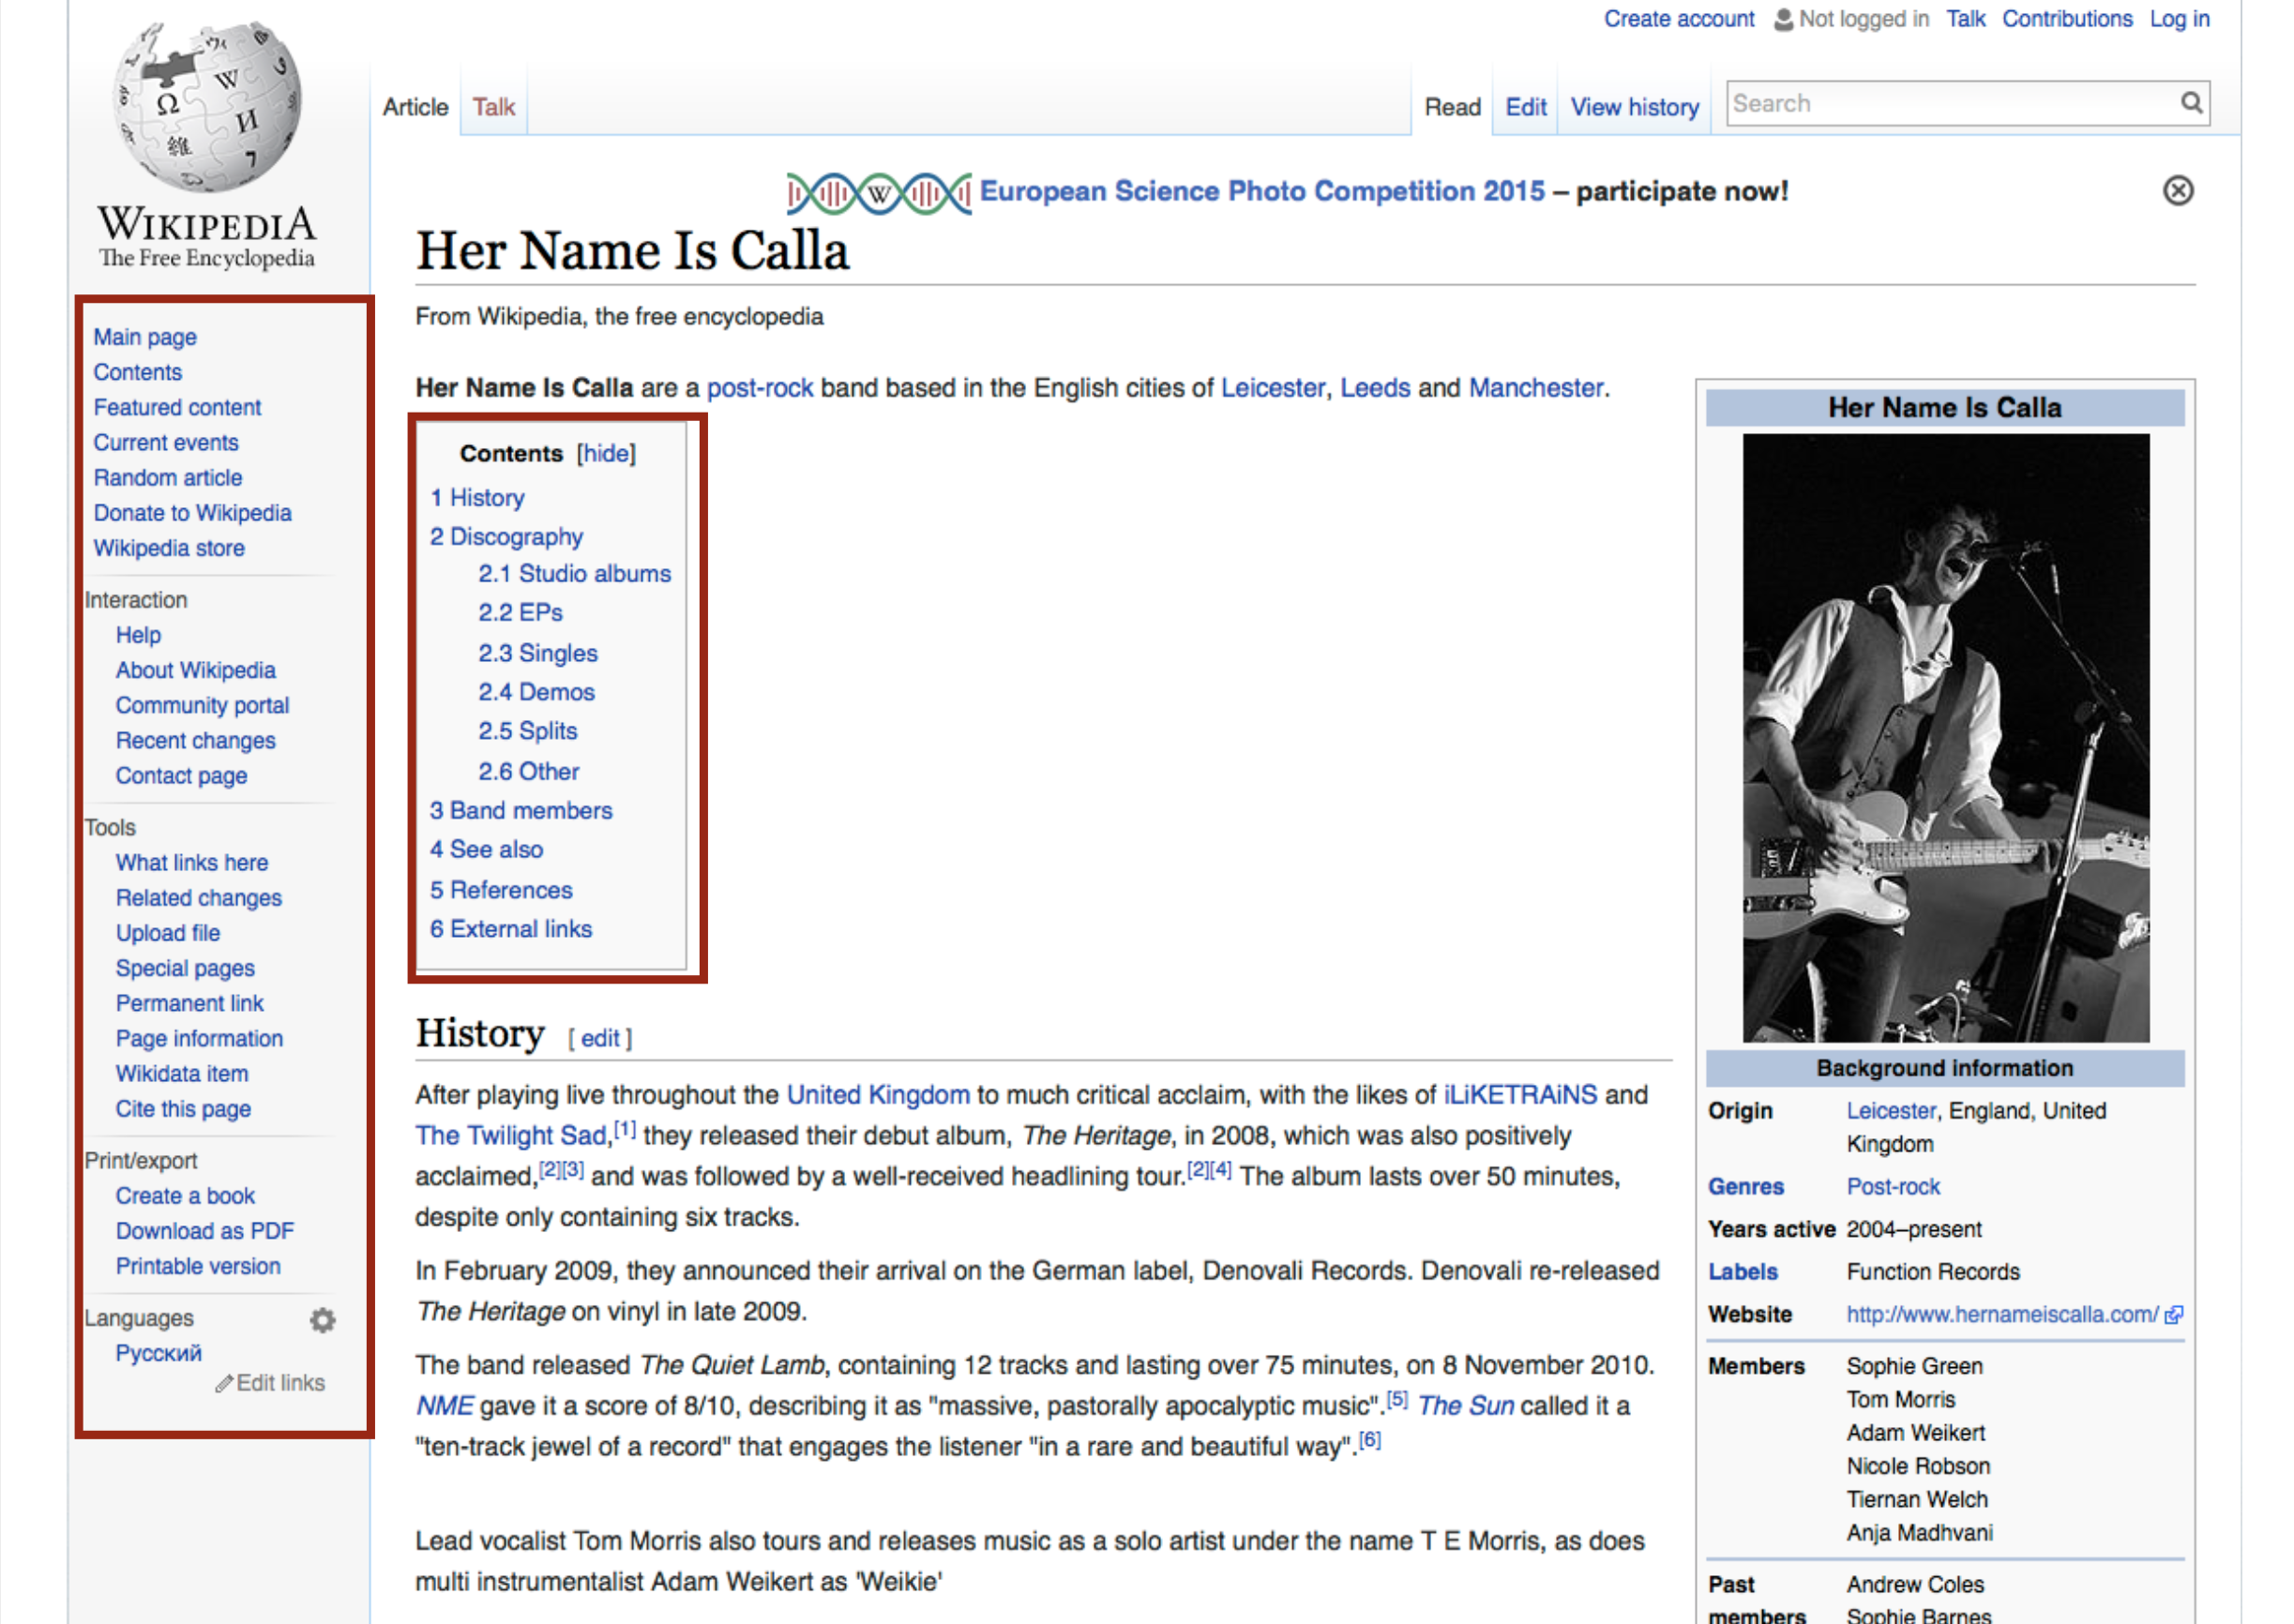 Create account Not logged in Talk Contributions Log in
Article Talk Read Edit View history Search
WIKIPEDIA
The Free Encyclopedia
Main page
Contents
Featured content
Current events
Random article
Donate to Wikipedia
Wikipedia store
Interaction
Help
About Wikipedia
Community portal
Recent changes
Contact page
Tools
What links here
Related changes
Upload file
Special pages
Permanent link
Page information
Wikidata item
Cite this page
Print/export
Create a book
Download as PDF
Printable version
Languages
Русский
Edit links
W European Science Photo Competition 2015 – participate now!
Her Name Is Calla
From Wikipedia, the free encyclopedia
Her Name Is Calla are a post-rock band based in the English cities of Leicester, Leeds and Manchester.
Contents [hide]
1 History
2 Discography
2.1 Studio albums
2.2 EPs
2.3 Singles
2.4 Demos
2.5 Splits
2.6 Other
3 Band members
4 See also
5 References
6 External links
History [ edit ]
After playing live throughout the United Kingdom to much critical acclaim, with the likes of iLiKETRAiNS and
The Twilight Sad,[1] they released their debut album, The Heritage, in 2008, which was also positively
acclaimed,[2][3] and was followed by a well-received headlining tour.[2][4] The album lasts over 50 minutes,
despite only containing six tracks.
In February 2009, they announced their arrival on the German label, Denovali Records. Denovali re-released
The Heritage on vinyl in late 2009.
The band released The Quiet Lamb, containing 12 tracks and lasting over 75 minutes, on 8 November 2010.
NME gave it a score of 8/10, describing it as "massive, pastorally apocalyptic music".[5] The Sun called it a
"ten-track jewel of a record" that engages the listener "in a rare and beautiful way".[6]
Lead vocalist Tom Morris also tours and releases music as a solo artist under the name T E Morris, as does
multi instrumentalist Adam Weikert as 'Weikie'
Her Name Is Calla
Background information
Origin Leicester, England, United
Kingdom
Genres Post-rock
Years active 2004–present
Labels Function Records
Website http://www.hernameiscalla.com/
Members Sophie Green
Tom Morris
Adam Weikert
Nicole Robson
Tiernan Welch
Anja Madhvani
Past Andrew Coles
members Sophie Barnes